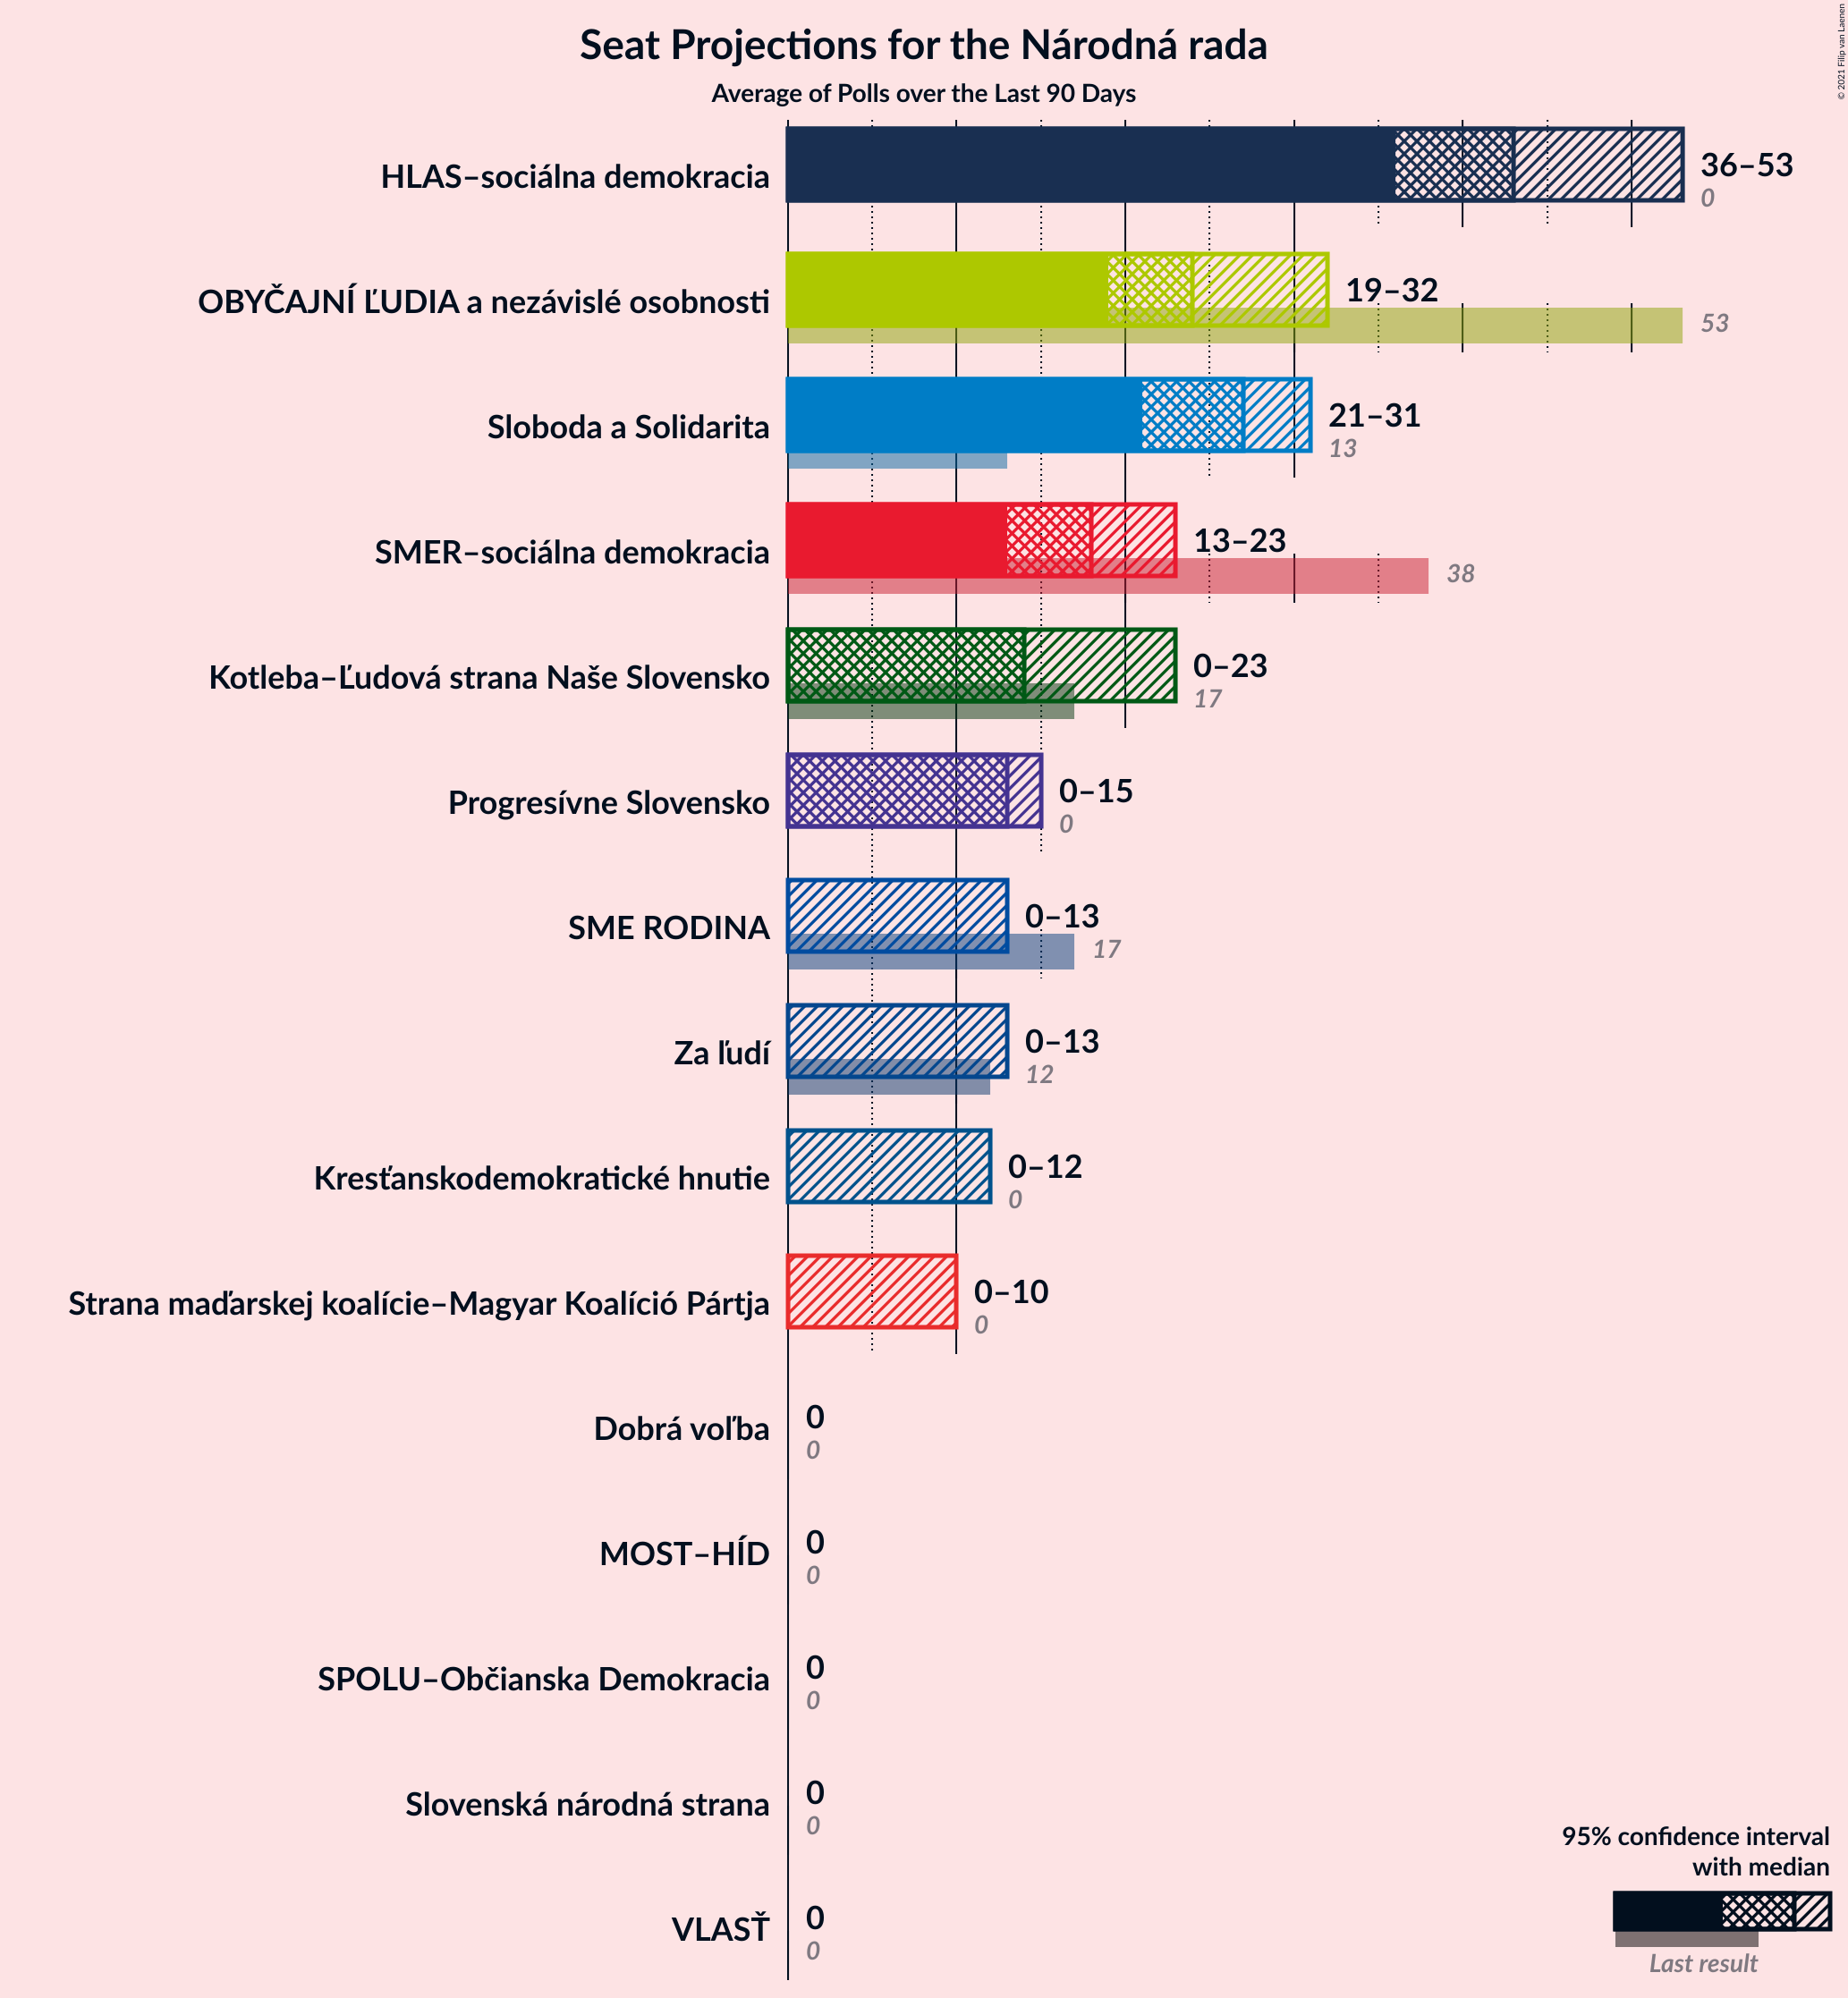 Seat Projections for the Národná rada
Average of Polls over the Last 90 Days
© 2021 Filip van Laenen
HLAS–sociálna demokracia
36–53
0
OBYČAJNÍ ĽUDIA a nezávislé osobnosti
19–32
53
Sloboda a Solidarita
21–31
13
SMER–sociálna demokracia
13–23
38
Kotleba–Ľudová strana Naše Slovensko
0–23
17
Progresívne Slovensko
0–15
0
SME RODINA
0–13
17
Za ľudí
0–13
12
Kresťanskodemokratické hnutie
0–12
0
Strana maďarskej koalície–Magyar Koalíció Pártja
0–10
0
Dobrá voľba
0
0
MOST–HÍD
0
0
SPOLU–Občianska Demokracia
0
0
Slovenská národná strana
0
0
VLASŤ
0
0
95% confidence interval
with median
Last result